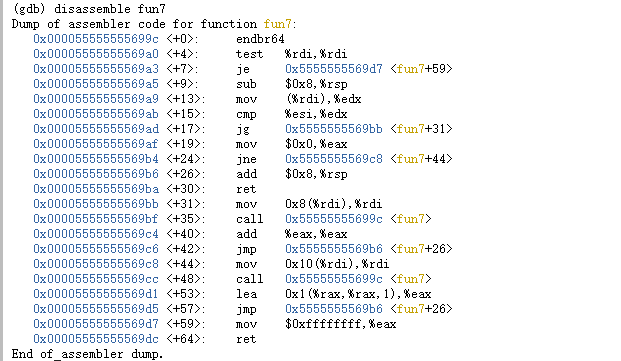 (gdb) disassemble fun7
Dump of assembler code for function fun7:
0x000055555555699c <+0>: endbr64
0x00005555555569a0 <+4>: test %rdi,%rdi
0x00005555555569a3 <+7>: je 0x5555555569d7 <fun7+59>
0x00005555555569a5 <+9>: sub $0x8,%rsp
0x00005555555569a9 <+13>: mov (%rdi),%edx
0x00005555555569ab <+15>: cmp %esi,%edx
0x00005555555569ad <+17>: jg 0x5555555569bb <fun7+31>
0x00005555555569af <+19>: mov $0x0,%eax
0x00005555555569b4 <+24>: jne 0x5555555569c8 <fun7+44>
0x00005555555569b6 <+26>: add $0x8,%rsp
0x00005555555569ba <+30>: ret
0x00005555555569bb <+31>: mov 0x8(%rdi),%rdi
0x00005555555569bf <+35>: call 0x55555555699c <fun7>
0x00005555555569c4 <+40>: add %eax,%eax
0x00005555555569c6 <+42>: jmp 0x5555555569b6 <fun7+26>
0x00005555555569c8 <+44>: mov 0x10(%rdi),%rdi
0x00005555555569cc <+48>: call 0x55555555699c <fun7>
0x00005555555569d1 <+53>: lea 0x1(%rax,%rax,1),%eax
0x00005555555569d5 <+57>: jmp 0x5555555569b6 <fun7+26>
0x00005555555569d7 <+59>: mov $0xffffffff,%eax
0x00005555555569dc <+64>: ret
End of assembler dump.